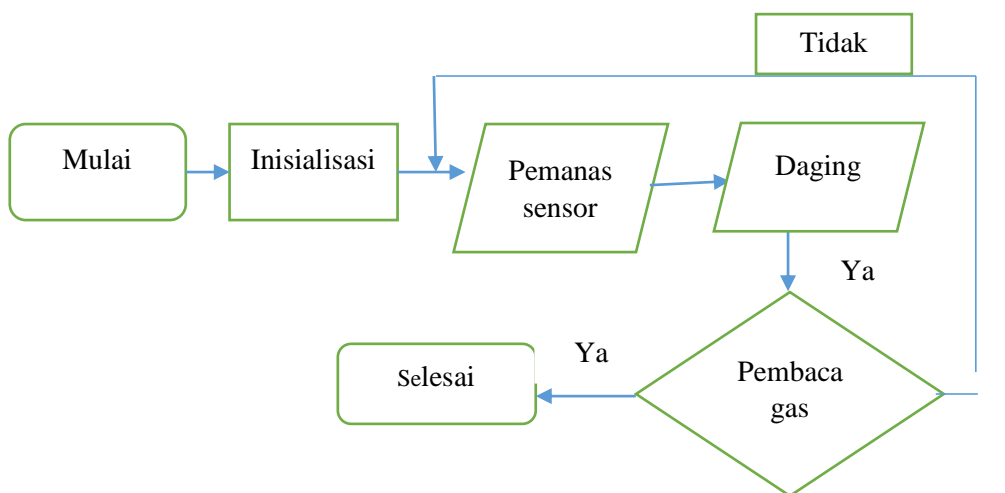 Tidak
Mulai
Inisialisasi
Pemanas
sensor
Daging
Ya
Ya
Selesai
Pembaca
gas